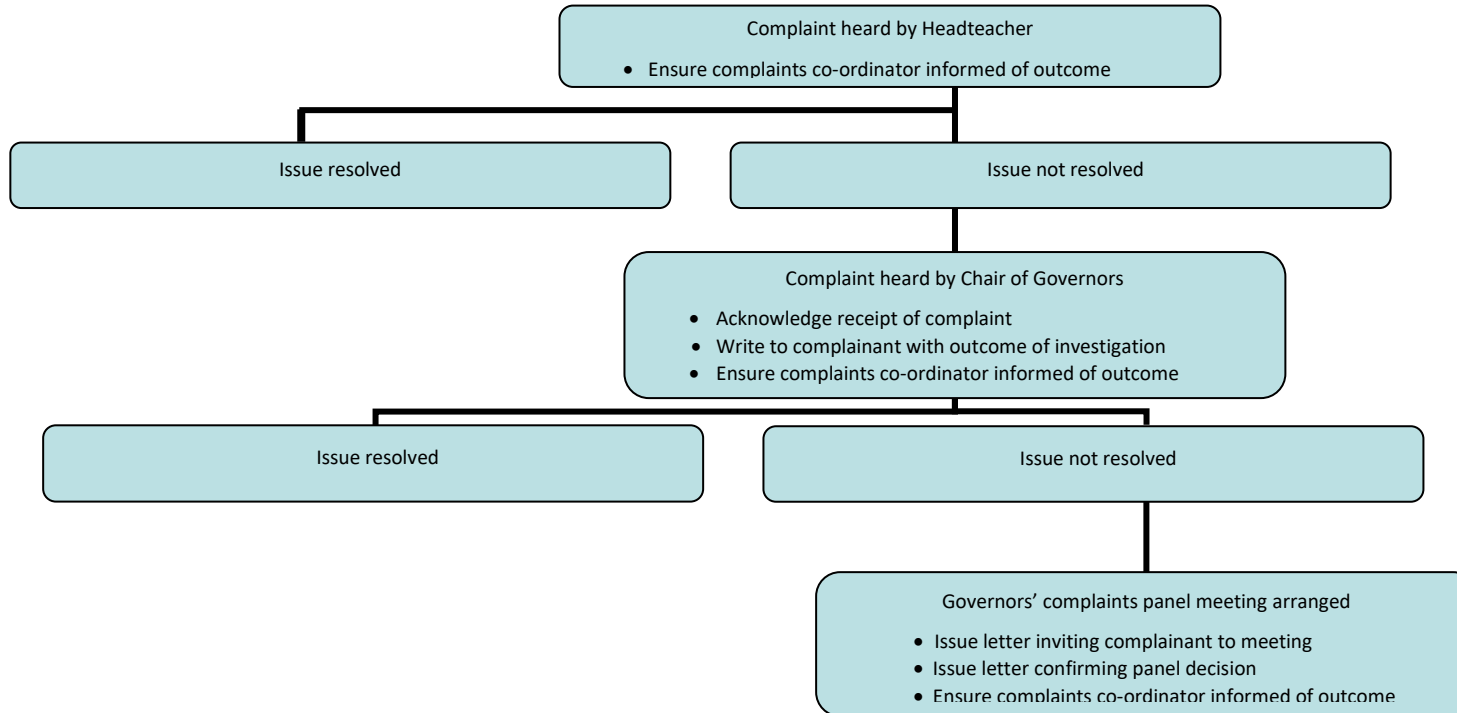 Complaint heard by Headteacher
• Ensure complaints co-ordinator informed of outcome
Issue resolved
Issue not resolved
Complaint heard by Chair of Governors
• Acknowledge receipt of complaint
• Write to complainant with outcome of investigation
• Ensure complaints co-ordinator informed of outcome
Issue resolved
Issue not resolved
Governors’ complaints panel meeting arranged
• Issue letter inviting complainant to meeting
• Issue letter confirming panel decision
• Ensure complaints co-ordinator informed of outcome